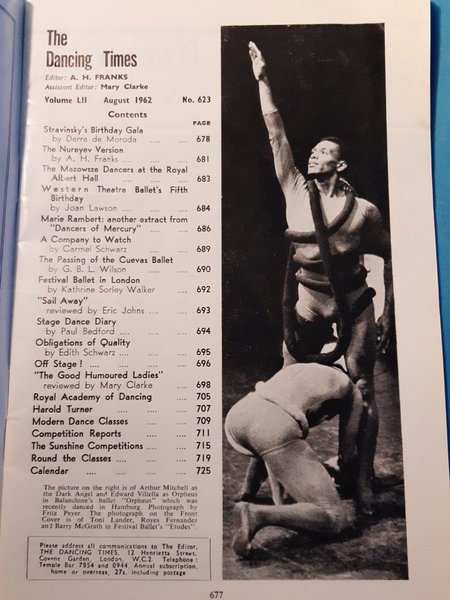 The
Dancing Times
Editor: A. H. FRANKS
Assistant Editor: Mary Clarke
Volume LII August 1962 No. 623
Contents
PAGE
Stravinsky's Birthday Gala
by Derra de Moroda .... .... 678
The Nureyev Version
by A. H. Franks .... .... 681
The Mazowsze Dancers at the Royal
Albert Hall .... .... 683
Western Theatre Ballet's Fifth
Birthday
by Joan Lawson .... .... 684
Marie Rambert: another extract from
"Dancers of Mercury" .... .... 686
A Company to Watch
by Carmel Schwarz .... .... 689
The Passing of the Cuevas Ballet
by G. B. L. Wilson .... .... 690
Festival Ballet in London
by Kathrine Sorley Walker .... 692
"Sail Away"
reviewed by Eric Johns .... .... 693
Stage Dance Diary
by Paul Bedford .... .... 694
Obligations of Quality
by Edith Schwarz .... .... 695
Off Stage! .... .... .... .... 696
"The Good Humoured Ladies"
reviewed by Mary Clarke .... 698
Royal Academy of Dancing .... 705
Harold Turner .... .... .... 707
Modern Dance Classes .... .... 709
Competition Reports .... .... 711
The Sunshine Competitions .... .... 715
Round the Classes .... .... .... 719
Calendar .... .... .... .... 725
The picture on the right is of Arthur Mitchell as
the Dark Angel and Edward Villella as Orpheus
in Balanchine's ballet "Orpheus" which was
recently danced in Hamburg. Photograph by
Fritz Peyer. The photograph on the Front
Cover is of Toni Lander, Royes Fernandez
and Barry McGrath in Festival Ballet's "Etudes".
Please address all communications to The Editor,
THE DANCING TIMES, 12 Henrietta Street,
Covent Garden, London, W.C.2. Telephone:
Temple Bar 7854 and 0944. Annual subscription,
home or overseas, 27s. including postage
677